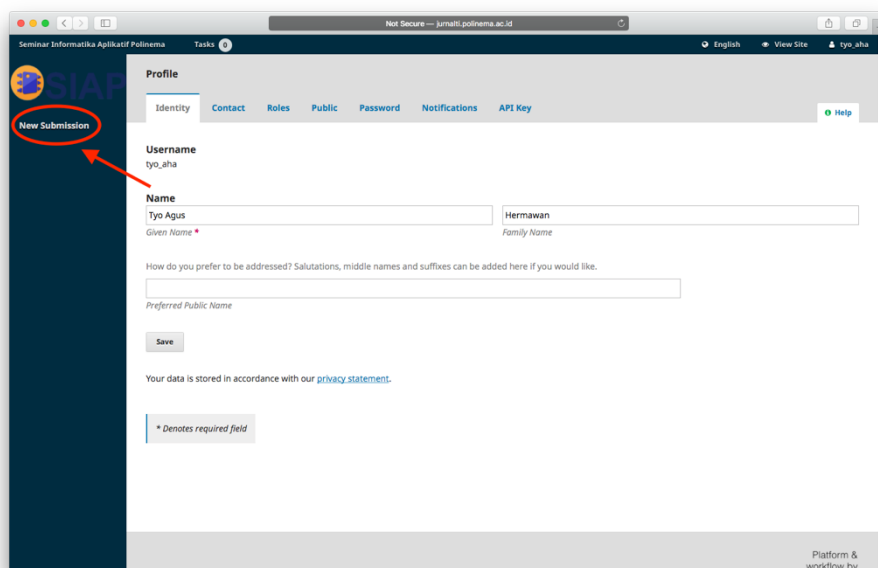 Not Secure — jurnalti.polinema.ac.id
Seminar Informatika Aplikatif Polinema Tasks 0 English View Site tyo_aha
SIAP
New Submission
Profile
Identity Contact Roles Public Password Notifications API Key
Help
Username
tyo_aha
Name
Tyo Agus Hermawan
Given Name * Family Name
How do you prefer to be addressed? Salutations, middle names and suffixes can be added here if you would like.
Preferred Public Name
Save
Your data is stored in accordance with our privacy statement.
* Denotes required field
Platform &
workflow by